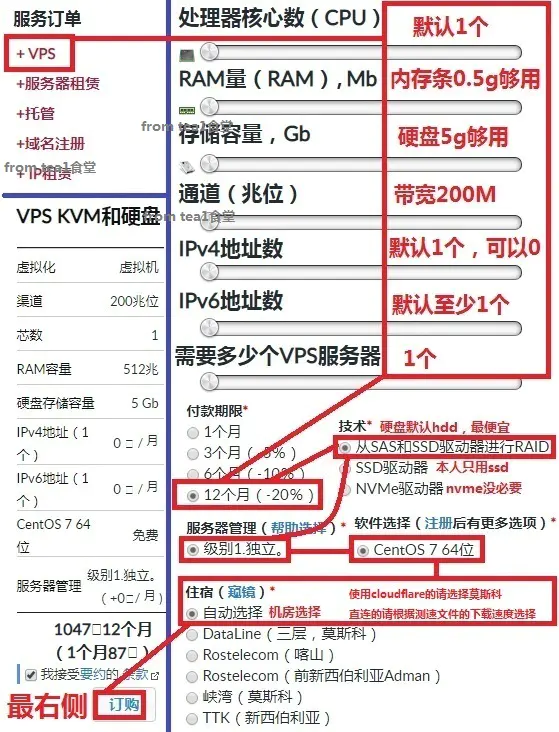 服务订单
+ VPS
+服务器租赁
+托管
+域名注册
+ IP租赁
from tea1食堂
VPS KVM和硬盘
虚拟化 虚拟机
渠道 200兆位
芯数 1
RAM容量 512兆
硬盘存储容量 5 Gb
IPv4地址（1个） 0 / 月
IPv6地址（1个） 0 / 月
CentOS 7 64位 免费
服务器管理 级别1.独立。（+0 / 月）
1047 12个月
（1个月87 ）
我接受要约的 条款
最右侧 订购
处理器核心数（CPU） 默认1个
RAM量（RAM）, Mb 内存条0.5g够用
from tea1食堂
存储容量, Gb 硬盘5g够用
通道（兆位） 带宽200M
from tea1食堂
IPv4地址数 默认1个，可以0
IPv6地址数 默认至少1个
需要多少个VPS服务器 1个
付款期限*
1个月
3个月（-5%）
6个月（-10%）
12个月（-20%）
技术* 硬盘默认hdd，最便宜
从SAS和SSD驱动器进行RAID
SSD驱动器 本人只用ssd
NVMe驱动器 nvme没必要
服务器管理（帮助选择）*
级别1.独立。
软件选择（注册后有更多选项）*
CentOS 7 64位
住宿（窥镜）*
使用cloudflare的请选择莫斯科
直连的请根据测速文件的下载速度选择
自动选择 机房选择
DataLine（三层，莫斯科）
Rostelecom（喀山）
Rostelecom（前新西伯利亚Adman）
峡湾（莫斯科）
TTK（新西伯利亚）